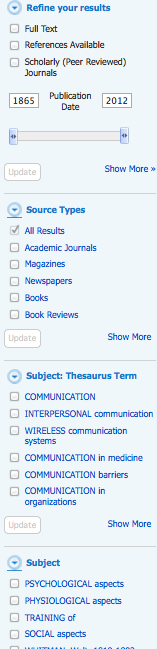 Refine your results
Full Text
References Available
Scholarly (Peer Reviewed)
Journals
1865 Publication 2012
Date
Update
Show More »
Source Types
All Results
Academic Journals
Magazines
Newspapers
Books
Book Reviews
Update
Show More
Subject: Thesaurus Term
COMMUNICATION
INTERPERSONAL communication
WIRELESS communication
systems
COMMUNICATION in medicine
COMMUNICATION barriers
COMMUNICATION in
organizations
Update
Show More
Subject
PSYCHOLOGICAL aspects
PHYSIOLOGICAL aspects
TRAINING of
SOCIAL aspects